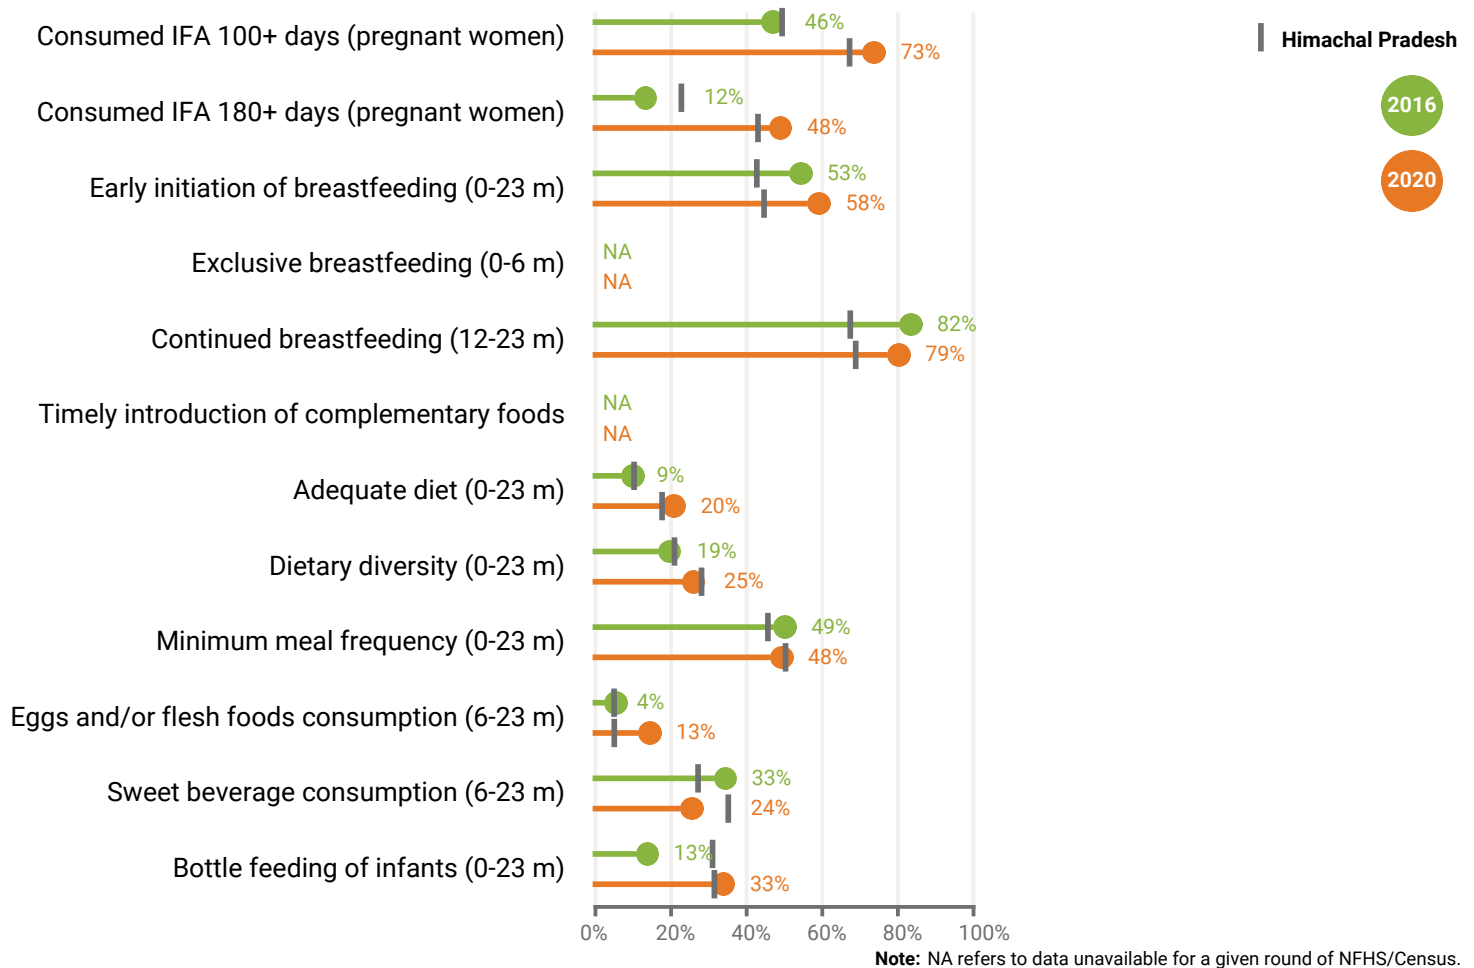 Consumed IFA 100+ days (pregnant women)
46%
73%
Consumed IFA 180+ days (pregnant women)
12%
48%
Early initiation of breastfeeding (0-23 m)
53%
58%
Exclusive breastfeeding (0-6 m)
NA
NA
Continued breastfeeding (12-23 m)
82%
79%
Timely introduction of complementary foods
NA
NA
Adequate diet (0-23 m)
9%
20%
Dietary diversity (0-23 m)
19%
25%
Minimum meal frequency (0-23 m)
49%
48%
Eggs and/or flesh foods consumption (6-23 m)
4%
13%
Sweet beverage consumption (6-23 m)
33%
24%
Bottle feeding of infants (0-23 m)
13%
33%
0% 20% 40% 60% 80% 100%
Himachal Pradesh
2016
2020
Note: NA refers to data unavailable for a given round of NFHS/Census.